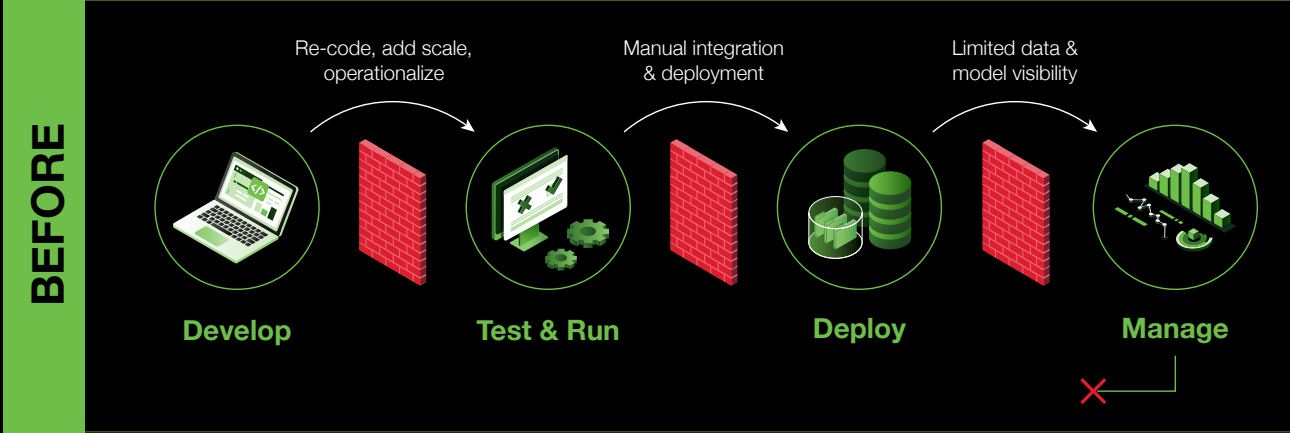 BEFORE
Re-code, add scale,
operationalize
Manual integration
& deployment
Limited data &
model visibility
</>
Develop
Test & Run
Deploy
Manage